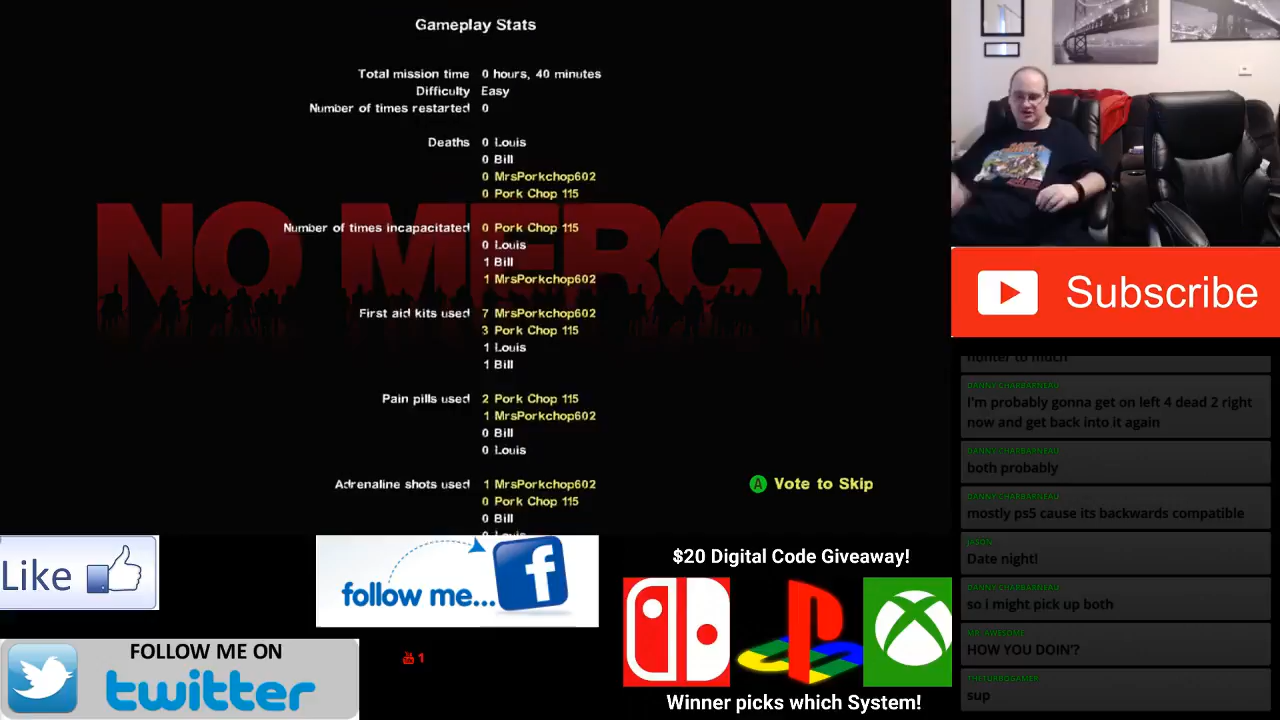 Gameplay Stats
Total mission time 0 hours, 40 minutes
Difficulty Easy
Number of times restarted 0
Deaths 0 Louis
0 Bill
0 MrsPorkchop602
0 Pork Chop 115
NO MERCY
Number of times incapacitated 0 Pork Chop 115
0 Louis
1 Bill
1 MrsPorkchop602
First aid kits used 7 MrsPorkchop602
3 Pork Chop 115
1 Louis
1 Bill
Pain pills used 2 Pork Chop 115
1 MrsPorkchop602
0 Bill
0 Louis
Adrenaline shots used 1 MrsPorkchop602
0 Pork Chop 115
0 Bill
0 Louis
A Vote to Skip
Subscribe
to much
DANNY CHARBARNEAU
I'm probably gonna get on left 4 dead 2 right
now and get back into it again
DANNY CHARBARNEAU
both probably
DANNY CHARBARNEAU
mostly ps5 cause its backwards compatible
JASON
Date night!
DANNY CHARBARNEAU
so i might pick up both
MR. AWESOME
HOW YOU DOIN'?
THETURBOGAMER
sup
Like
follow me...
f
FOLLOW ME ON
twitter
1
$20 Digital Code Giveaway!
Winner picks which System!